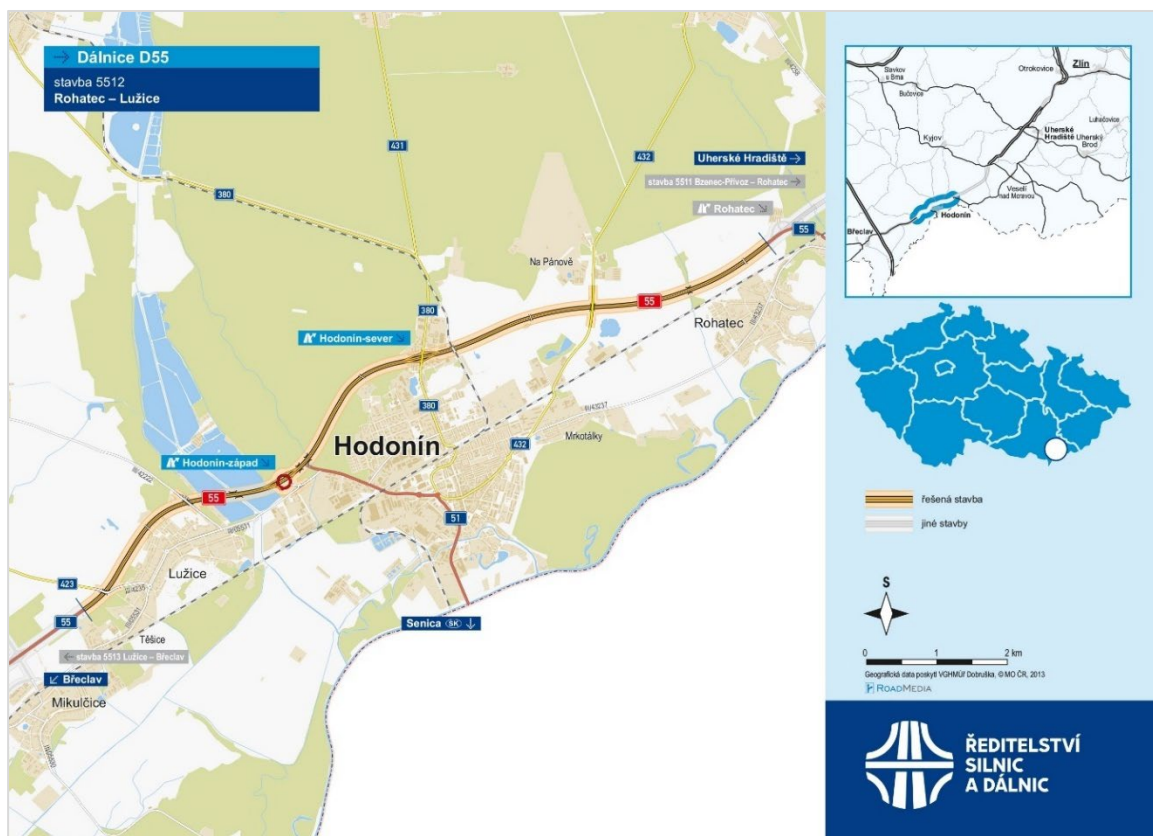 Dálnice D55
stavba 5512
Rohatec – Lužice
380
431
432
Uherské Hradiště
stavba 5511 Bzenec-Přívoz – Rohatec
Rohatec
55
Na Pánově
380
55
Rohatec
Hodonín-sever
380
III/43237
Mrkotálky
432
Hodonín
Hodonín-západ
55
51
Lužice
423
55
Těšice
Senica SK
stavba 5513 Lužice – Břeclav
Břeclav
Mikulčice
Zlín
Otrokovice
Slavkov
u Brna
Bučovice
Luhačovice
Kyjov
Uherské
Hradiště
Uherský
Brod
Veselí
nad Moravou
Hodonín
Břeclav
řešená stavba
jiné stavby
S
0 1 2 km
Geografická data poskytl VGHMÚř Dobruška, © MO ČR, 2013
ROADMEDIA
ŘEDITELSTVÍ
SILNIC
A DÁLNIC